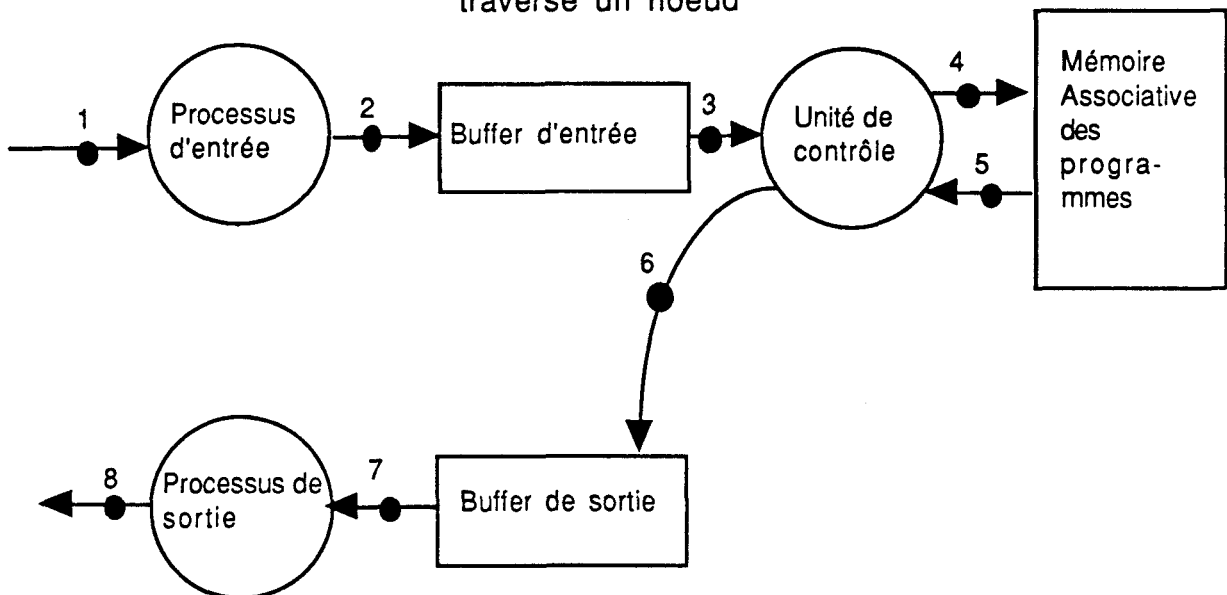 traverse un noeud
1
Processus
d'entrée
2
Buffer d'entrée
3
Unité de
contrôle
4
5
Mémoire
Associative
des
progra-
mmes
6
8
Processus de
sortie
7
Buffer de sortie